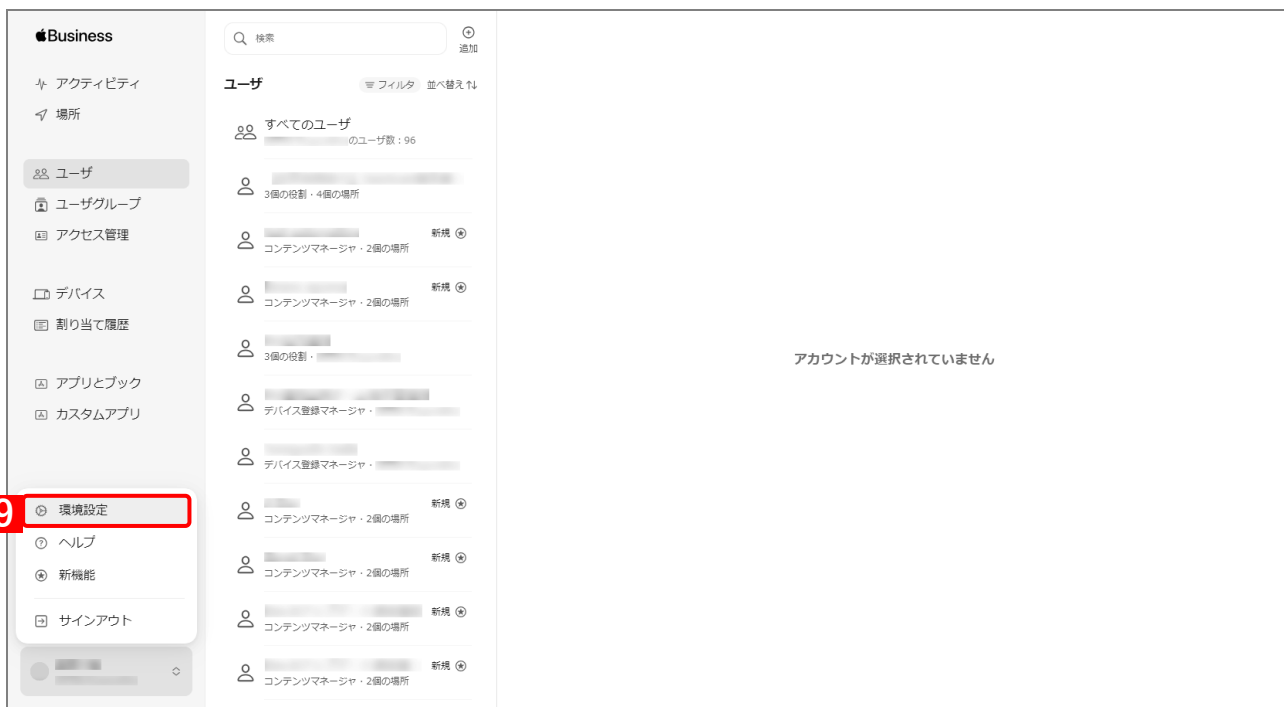 Business
アクティビティ
場所
ユーザ
ユーザグループ
アクセス管理
デバイス
割り当て履歴
アプリとブック
カスタムアプリ
9
環境設定
ヘルプ
新機能
サインアウト
検索
追加
ユーザ
フィルタ 並べ替え↑↓
すべてのユーザ
のユーザ数：96
3個の役割・4個の場所
新規
コンテンツマネージャ・2個の場所
新規
コンテンツマネージャ・2個の場所
3個の役割・
デバイス登録マネージャ・
デバイス登録マネージャ・
新規
コンテンツマネージャ・2個の場所
新規
コンテンツマネージャ・2個の場所
新規
コンテンツマネージャ・2個の場所
新規
コンテンツマネージャ・2個の場所
アカウントが選択されていません